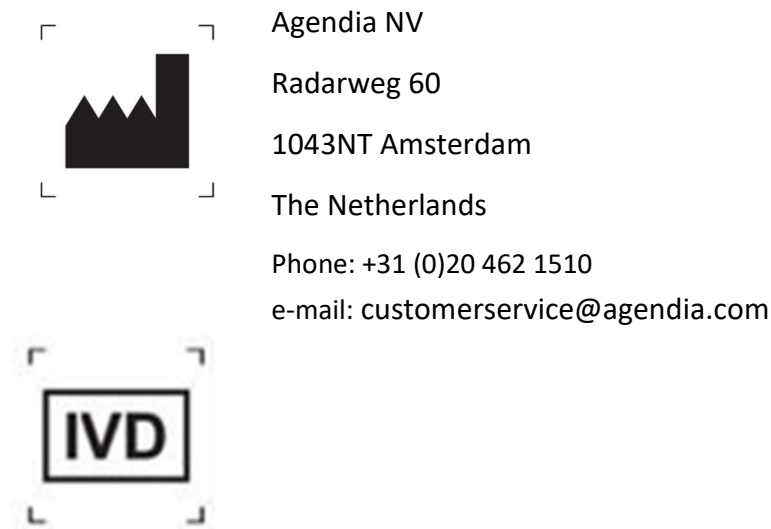 Agendia NV
Radarweg 60
1043NT Amsterdam
The Netherlands
Phone: +31 (0)20 462 1510
e-mail: customerservice@agendia.com
IVD